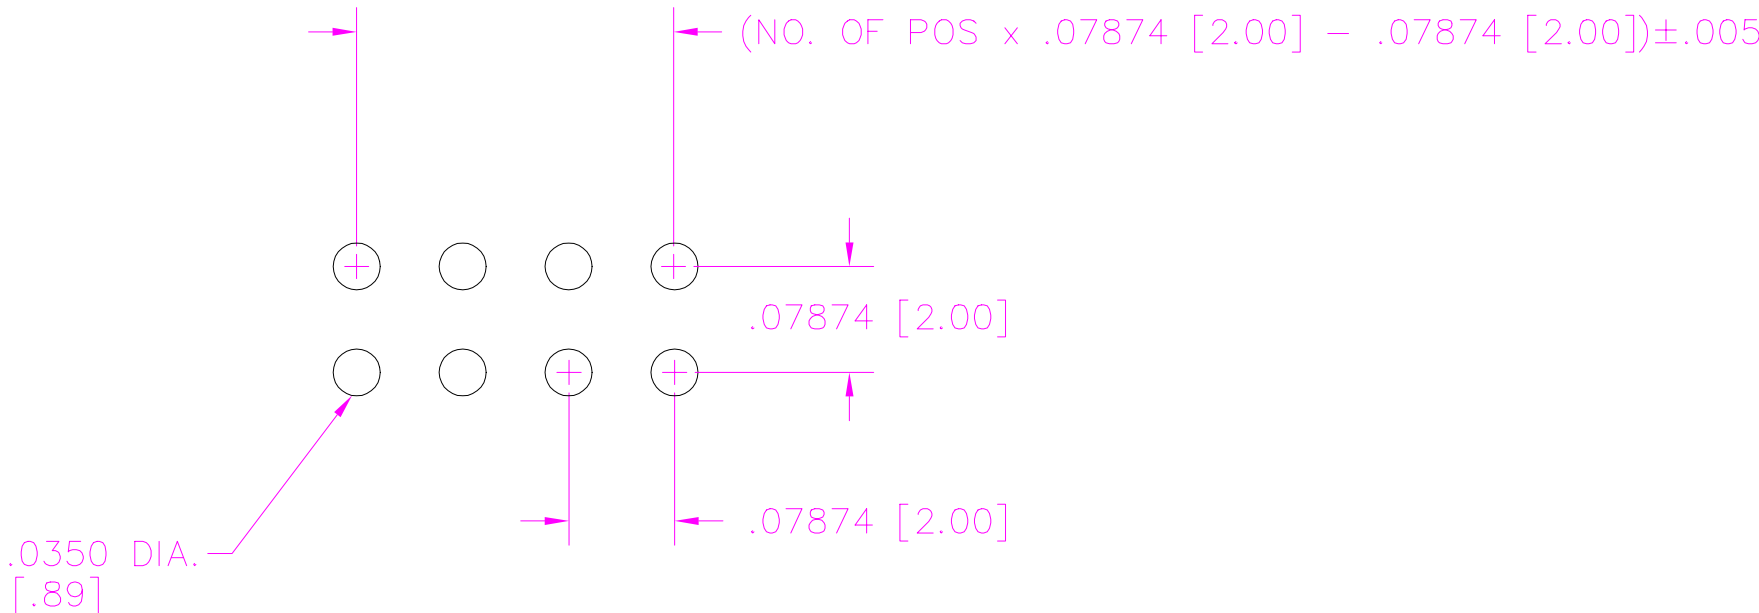 (NO. OF POS x .07874 [2.00] - .07874 [2.00])±.005
.07874 [2.00]
.07874 [2.00]
.0350 DIA.
[.89]